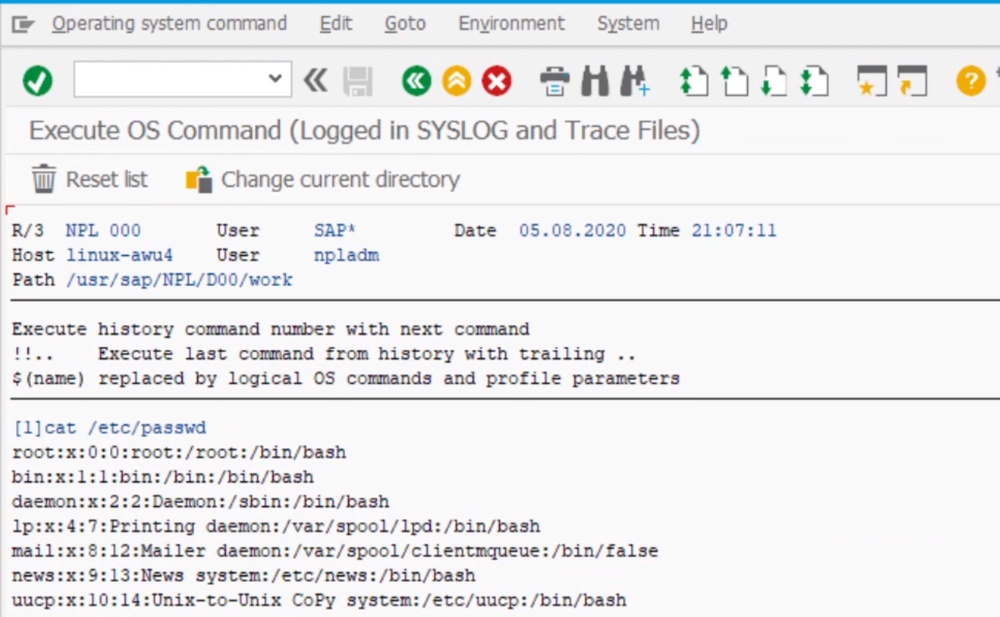 Operating system command Edit Goto Environment System Help
Execute OS Command (Logged in SYSLOG and Trace Files)
Reset list Change current directory
R/3 NPL 000 User SAP* Date 05.08.2020 Time 21:07:11
Host linux-awu4 User npladm
Path /usr/sap/NPL/D00/work
Execute history command number with next command
!!.. Execute last command from history with trailing ..
$(name) replaced by logical OS commands and profile parameters
[1]cat /etc/passwd
root:x:0:0:root:/root:/bin/bash
bin:x:1:1:bin:/bin:/bin/bash
daemon:x:2:2:Daemon:/sbin:/bin/bash
lp:x:4:7:Printing daemon:/var/spool/lpd:/bin/bash
mail:x:8:12:Mailer daemon:/var/spool/clientmqueue:/bin/false
news:x:9:13:News system:/etc/news:/bin/bash
uucp:x:10:14:Unix-to-Unix CoPy system:/etc/uucp:/bin/bash